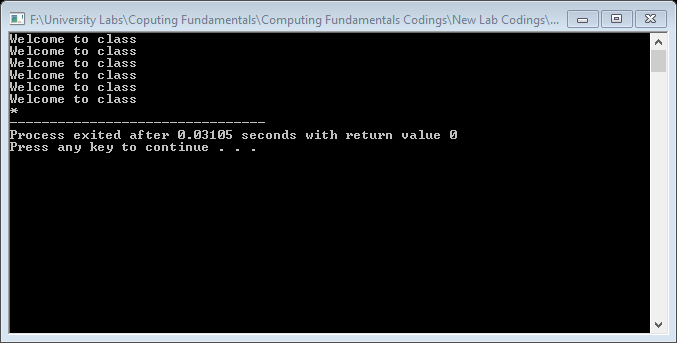 F:\University Labs\Coputing Fundamentals\Computing Fundamentals Codings\New Lab Codings\...
Welcome to class
Welcome to class
Welcome to class
Welcome to class
Welcome to class
Welcome to class
*
--------------------------------
Process exited after 0.03105 seconds with return value 0
Press any key to continue . . .